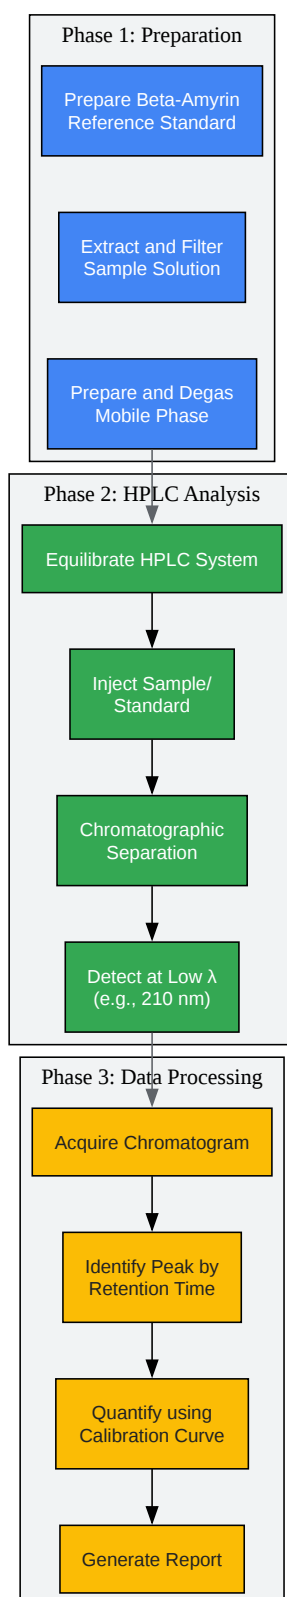 Phase 1: Preparation
Prepare Beta-Amyrin
Reference Standard
Extract and Filter
Sample Solution
Prepare and Degas
Mobile Phase
Phase 2: HPLC Analysis
Equilibrate HPLC System
Inject Sample/
Standard
Chromatographic
Separation
Detect at Low λ
(e.g., 210 nm)
Phase 3: Data Processing
Acquire Chromatogram
Identify Peak by
Retention Time
Quantify using
Calibration Curve
Generate Report